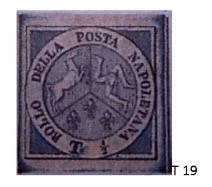 BOLLO DELLA POSTA NAPOLETANA
T. ½
T 19